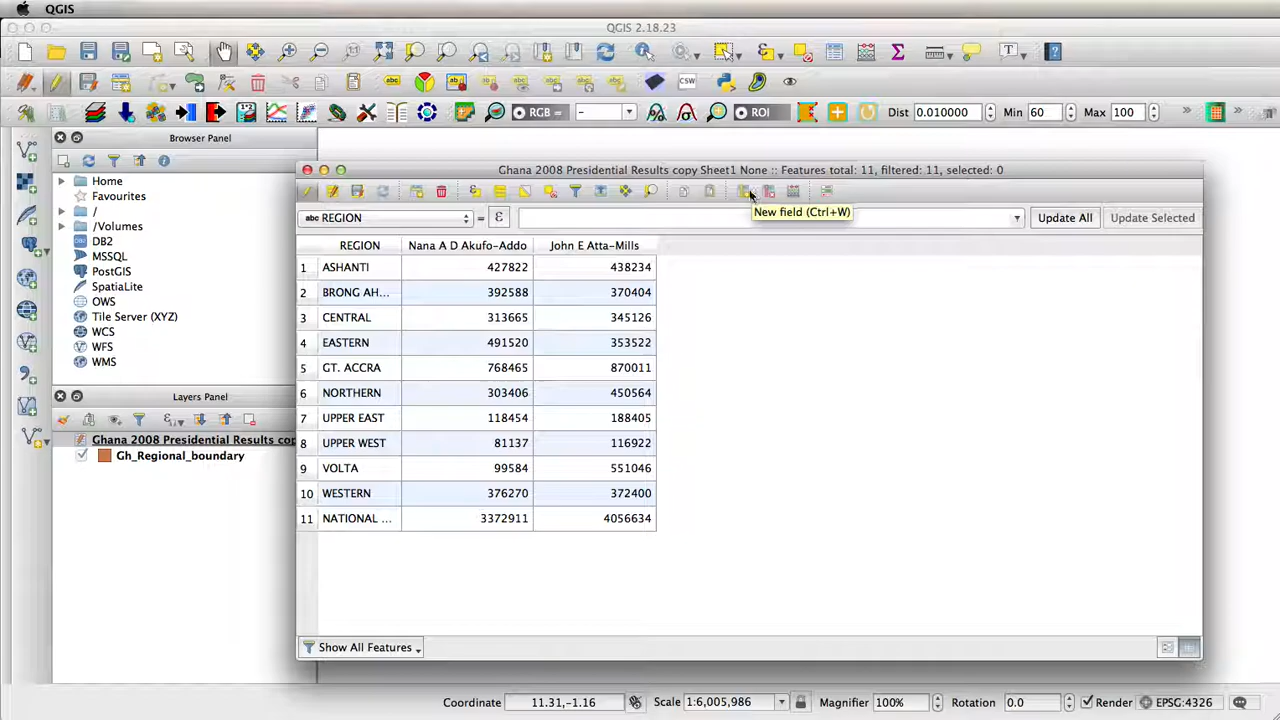 QGIS
QGIS 2.18.23
RGB = - ROI Dist 0.010000 Min 60 Max 100
Browser Panel
Home
Favourites
/
/Volumes
DB2
MSSQL
PostGIS
SpatiaLite
OWS
Tile Server (XYZ)
WCS
WFS
WMS
Layers Panel
Ghana 2008 Presidential Results cop
Gh_Regional_boundary
Ghana 2008 Presidential Results copy Sheet1 None :: Features total: 11, filtered: 11, selected: 0
New field (Ctrl+W)
abc REGION = ε Update All Update Selected
REGION Nana A D Akufo-Addo John E Atta-Mills
1 ASHANTI 427822 438234
2 BRONG AH... 392588 370404
3 CENTRAL 313665 345126
4 EASTERN 491520 353522
5 GT. ACCRA 768465 870011
6 NORTHERN 303406 450564
7 UPPER EAST 118454 188405
8 UPPER WEST 81137 116922
9 VOLTA 99584 551046
10 WESTERN 376270 372400
11 NATIONAL ... 3372911 4056634
Show All Features
Coordinate 11.31,-1.16 Scale 1:6,005,986 Magnifier 100% Rotation 0.0 Render EPSG:4326